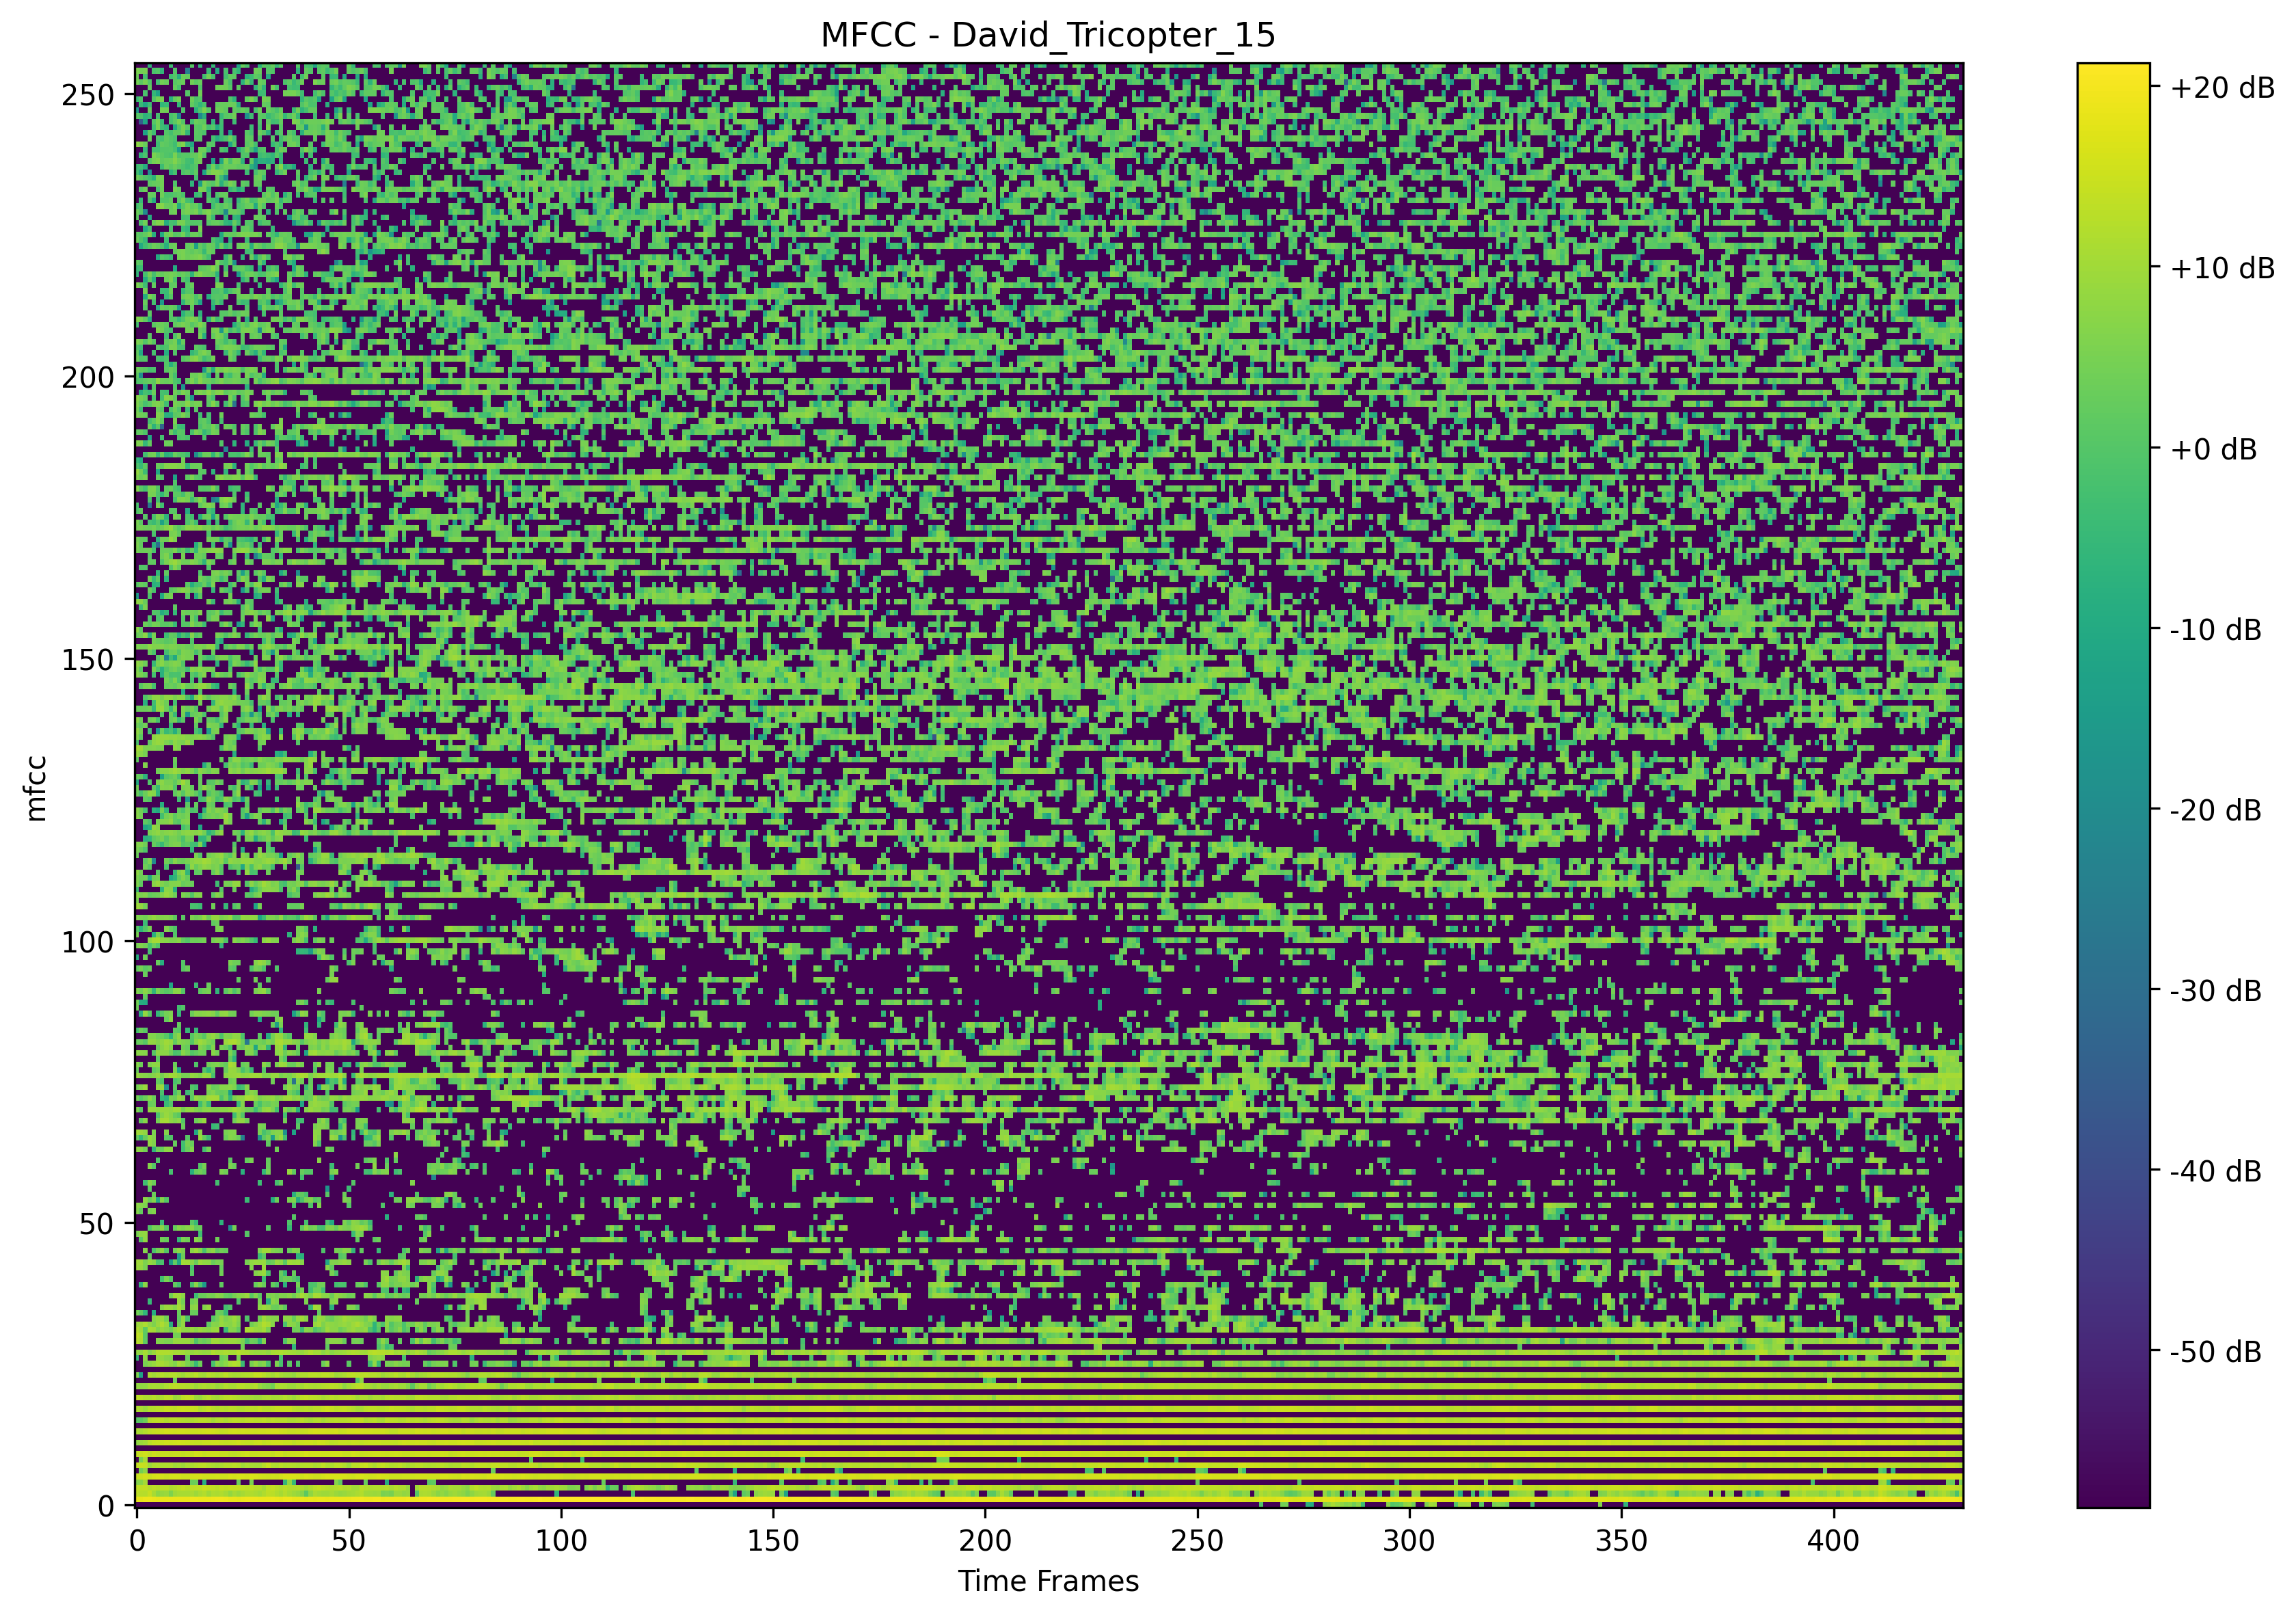 MFCC - David_Tricopter_15
mfcc
250
200
150
100
50
0
0 50 100 150 200 250 300 350 400
Time Frames
+20 dB
+10 dB
+0 dB
-10 dB
-20 dB
-30 dB
-40 dB
-50 dB